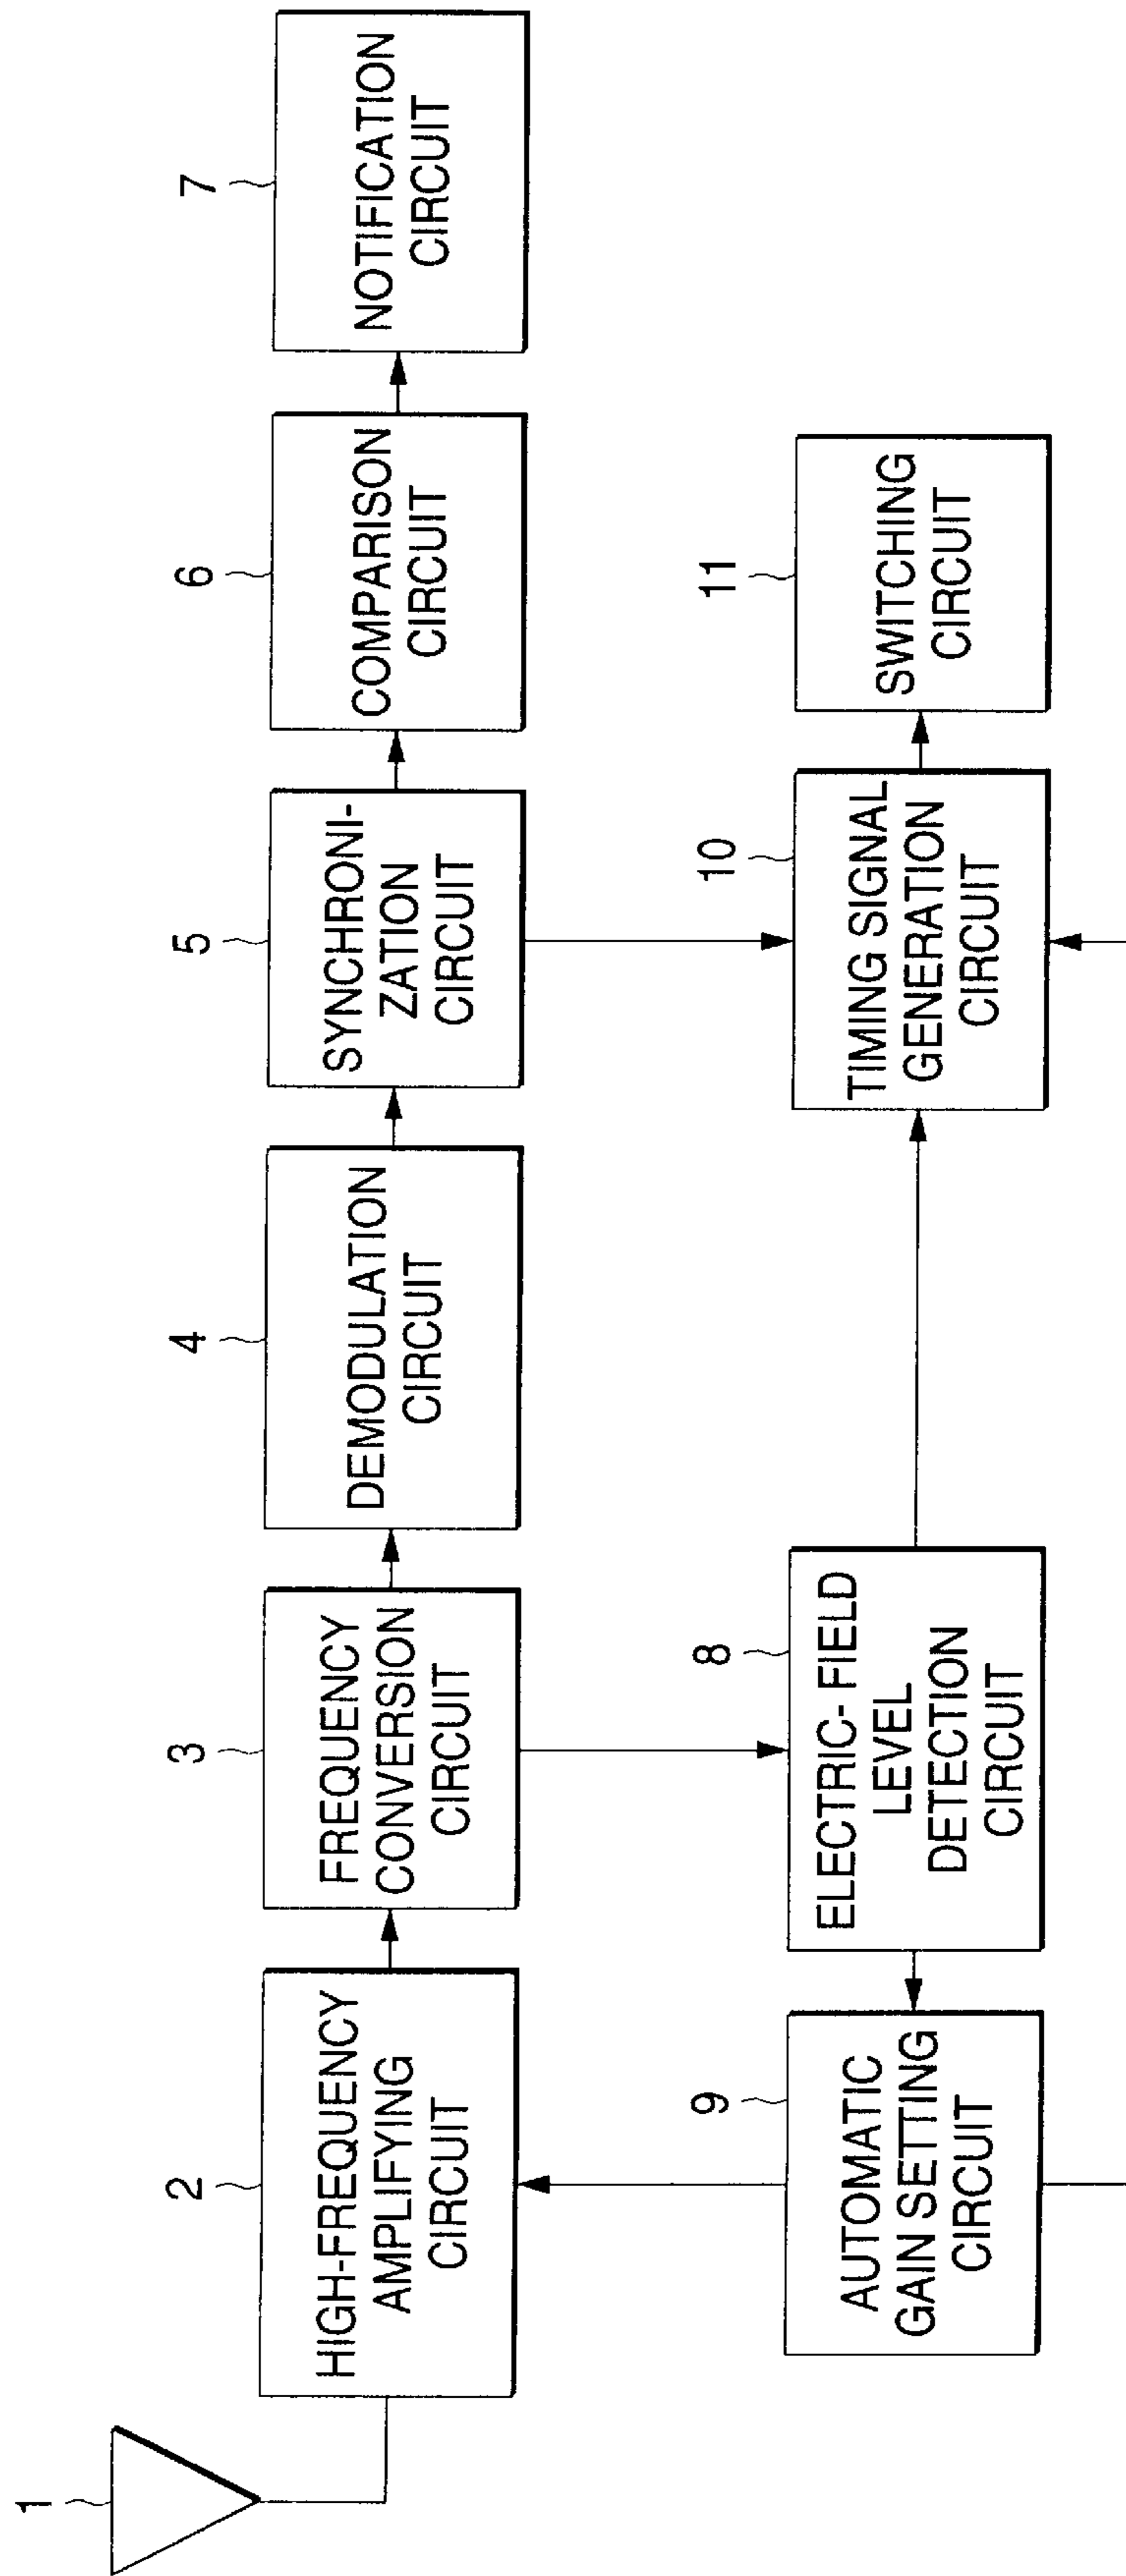 1
2
HIGH-FREQUENCY
AMPLIFYING
CIRCUIT
3
FREQUENCY
CONVERSION
CIRCUIT
4
DEMODULATION
CIRCUIT
5
SYNCHRONI-
ZATION
CIRCUIT
6
COMPARISON
CIRCUIT
7
NOTIFICATION
CIRCUIT
9
AUTOMATIC
GAIN SETTING
CIRCUIT
8
ELECTRIC- FIELD
LEVEL
DETECTION
CIRCUIT
10
TIMING SIGNAL
GENERATION
CIRCUIT
11
SWITCHING
CIRCUIT